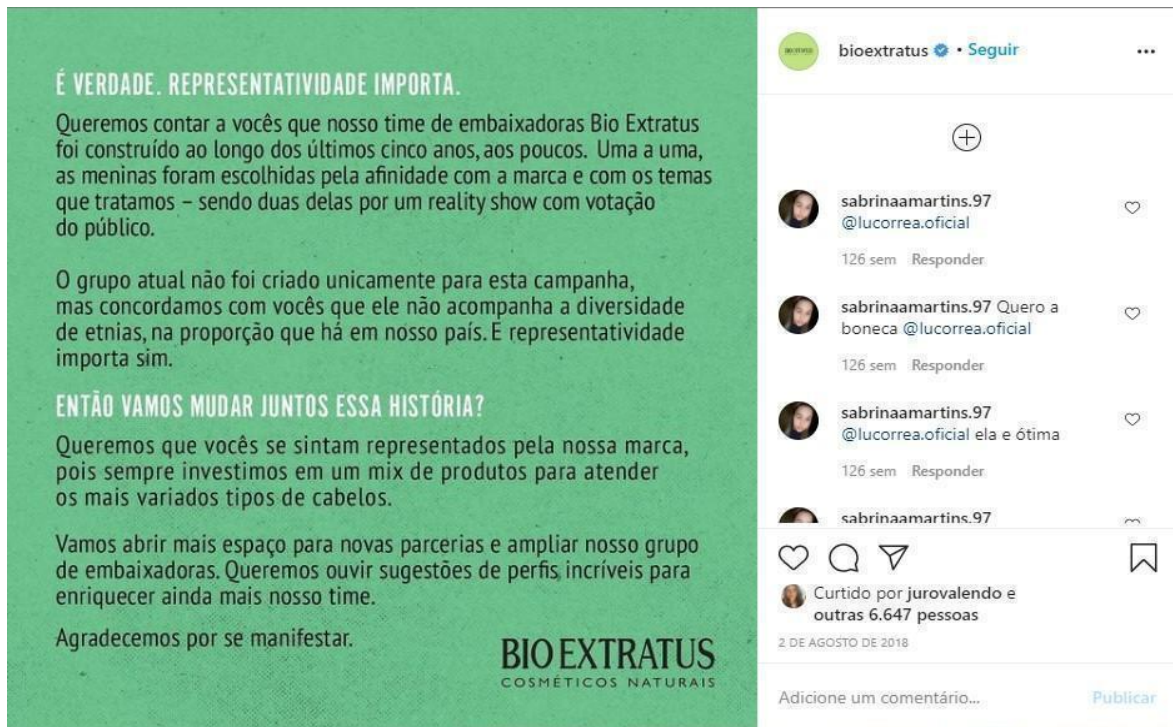 É VERDADE. REPRESENTATIVIDADE IMPORTA.
Queremos contar a vocês que nosso time de embaixadoras Bio Extratus
foi construído ao longo dos últimos cinco anos, aos poucos. Uma a uma,
as meninas foram escolhidas pela afinidade com a marca e com os temas
que tratamos – sendo duas delas por um reality show com votação
do público.
O grupo atual não foi criado unicamente para esta campanha,
mas concordamos com vocês que ele não acompanha a diversidade
de etnias, na proporção que há em nosso país. E representatividade
importa sim.
ENTÃO VAMOS MUDAR JUNTOS ESSA HISTÓRIA?
Queremos que vocês se sintam representados pela nossa marca,
pois sempre investimos em um mix de produtos para atender
os mais variados tipos de cabelos.
Vamos abrir mais espaço para novas parcerias e ampliar nosso grupo
de embaixadoras. Queremos ouvir sugestões de perfis incríveis para
enriquecer ainda mais nosso time.
Agradecemos por se manifestar.
BIO EXTRATUS
COSMÉTICOS NATURAIS
bioextratus • Seguir
sabrinaamartins.97
@lucorrea.oficial
126 sem Responder
sabrinaamartins.97 Quero a
boneca @lucorrea.oficial
126 sem Responder
sabrinaamartins.97
@lucorrea.oficial ela e ótima
126 sem Responder
sabrinaamartins.97
Curtido por jurovalendo e
outras 6.647 pessoas
2 DE AGOSTO DE 2018
Adicione um comentário... Publicar